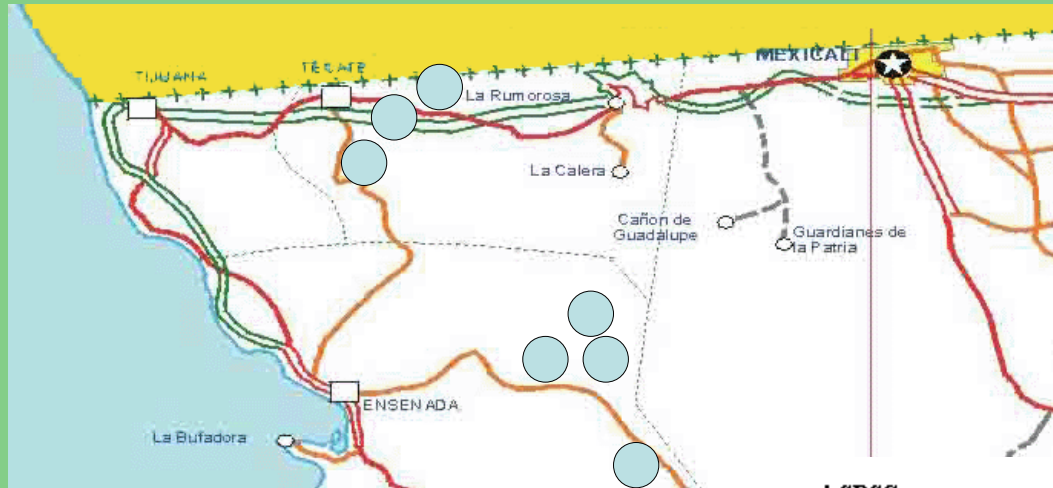 MEXICALI
TIJUANA
TECATE
La Rumorosa
La Calera
Cañon de
Guadalupe
Guardianes de
la Patria
ENSENADA
La Bufadora